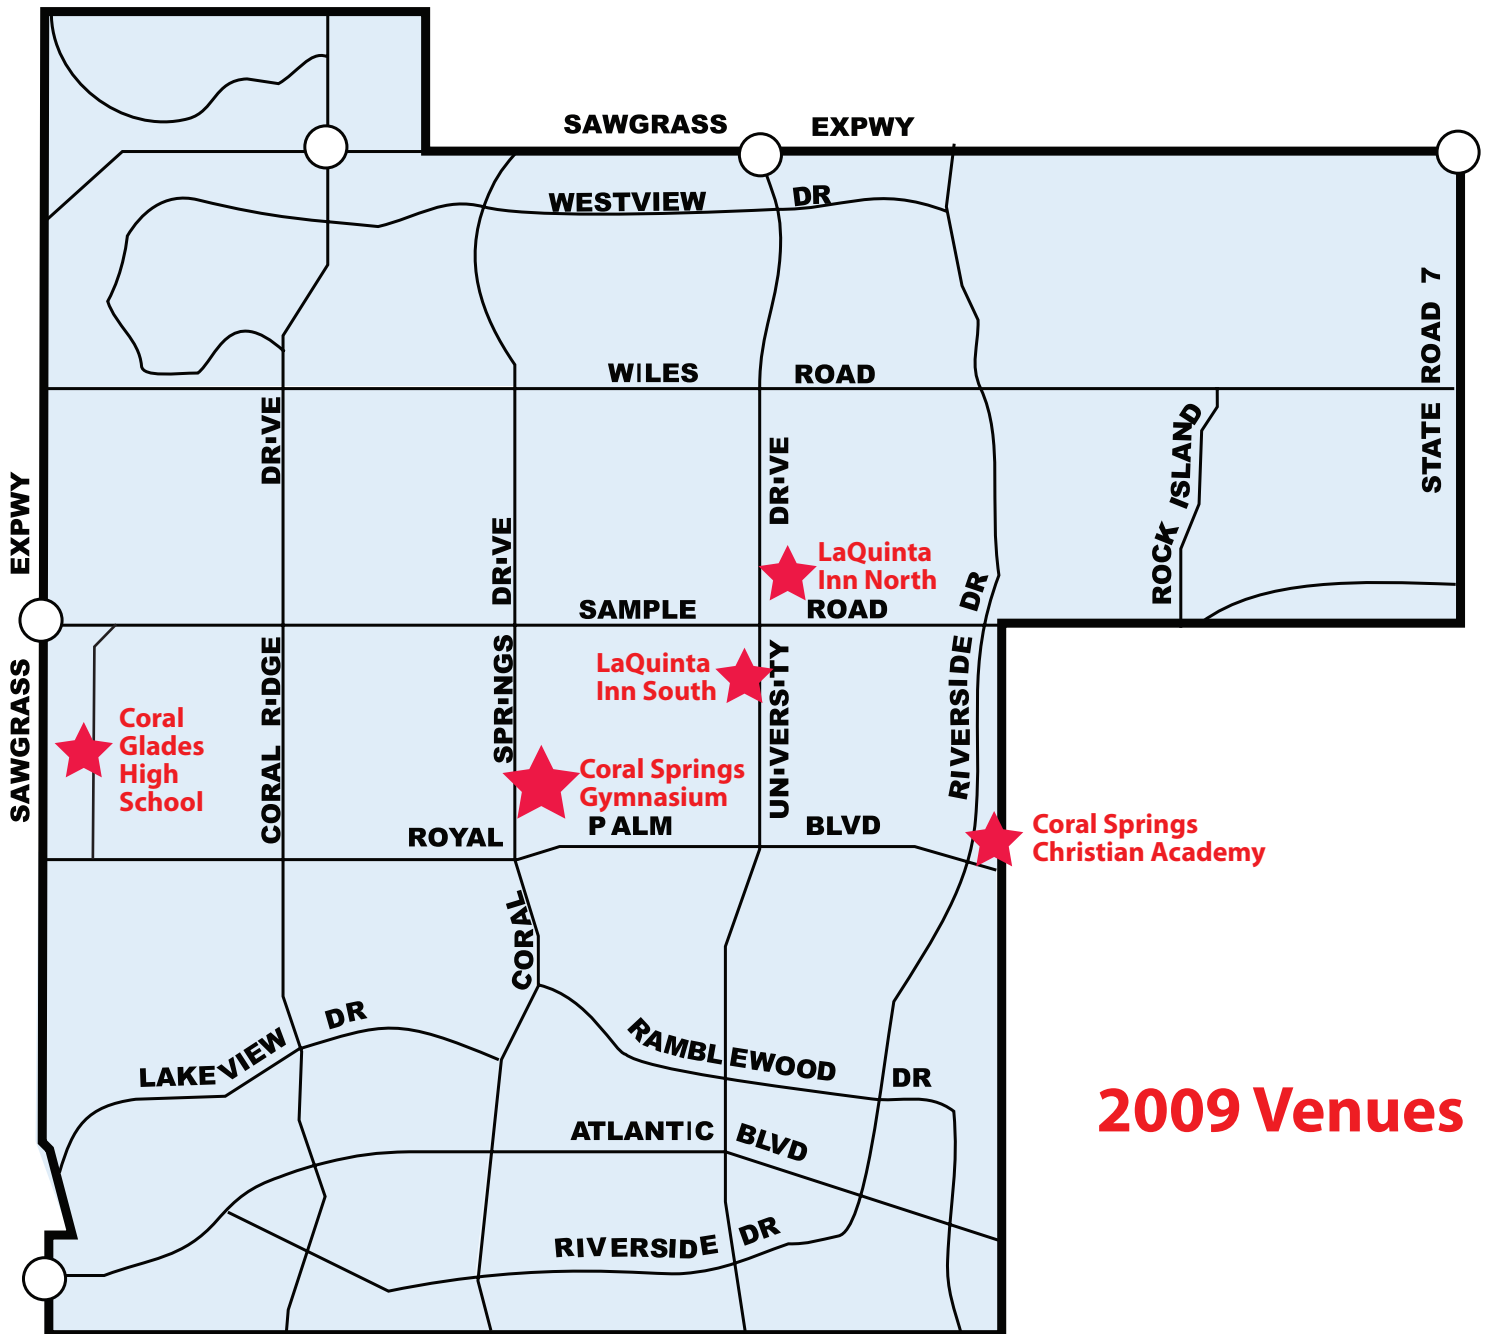 SAWGRASS EXPWY
WESTVIEW DR
WILES ROAD
STATE ROAD 7
ROCK ISLAND
DRIVE
DRIVE
DRIVE
EXPWY
LaQuinta
Inn North
SAMPLE ROAD
RIVERSIDE DR
LaQuinta
Inn South
SAWGRASS
CORAL RIDGE
SPRINGS
UNIVERSITY
Coral
Glades
High
School
Coral Springs
Gymnasium
ROYAL PALM BLVD
Coral Springs
Christian Academy
CORAL
LAKEVIEW DR
RAMBLEWOOD DR
2009 Venues
ATLANTIC BLVD
RIVERSIDE DR